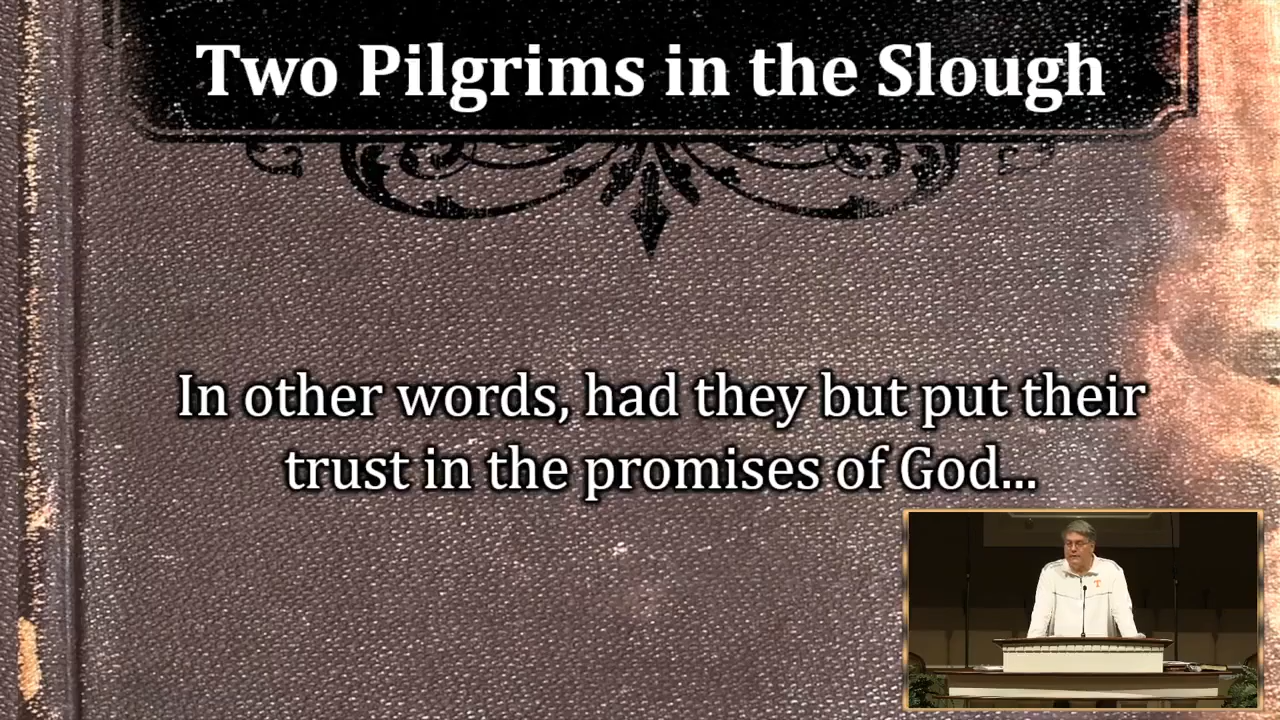 Two Pilgrims in the Slough
In other words, had they but put their
trust in the promises of God...
T